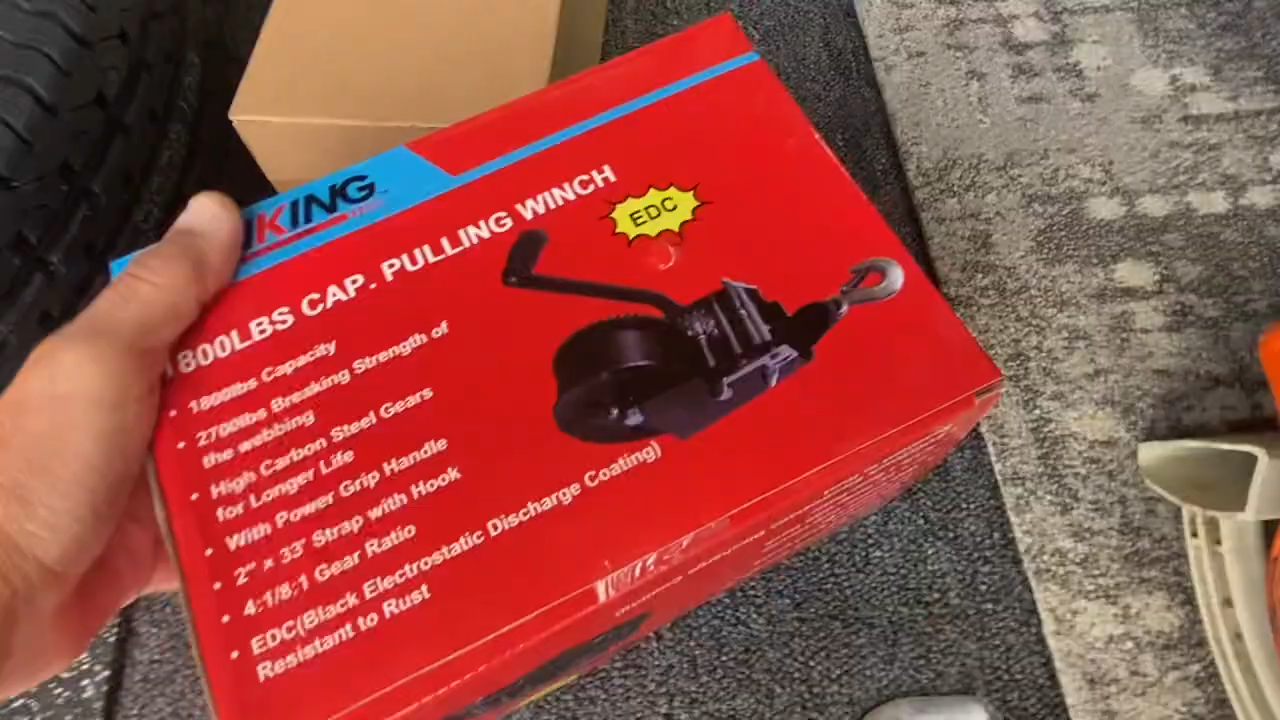 KING
1800LBS CAP. PULLING WINCH
EDC
• 1800lbs Capacity
• 2700lbs Breaking Strength of
the webbing
• High Carbon Steel Gears
for Longer Life
• With Power Grip Handle
• 2" × 33' Strap with Hook
• 4:1/8:1 Gear Ratio
• EDC(Black Electrostatic Discharge Coating)
Resistant to Rust